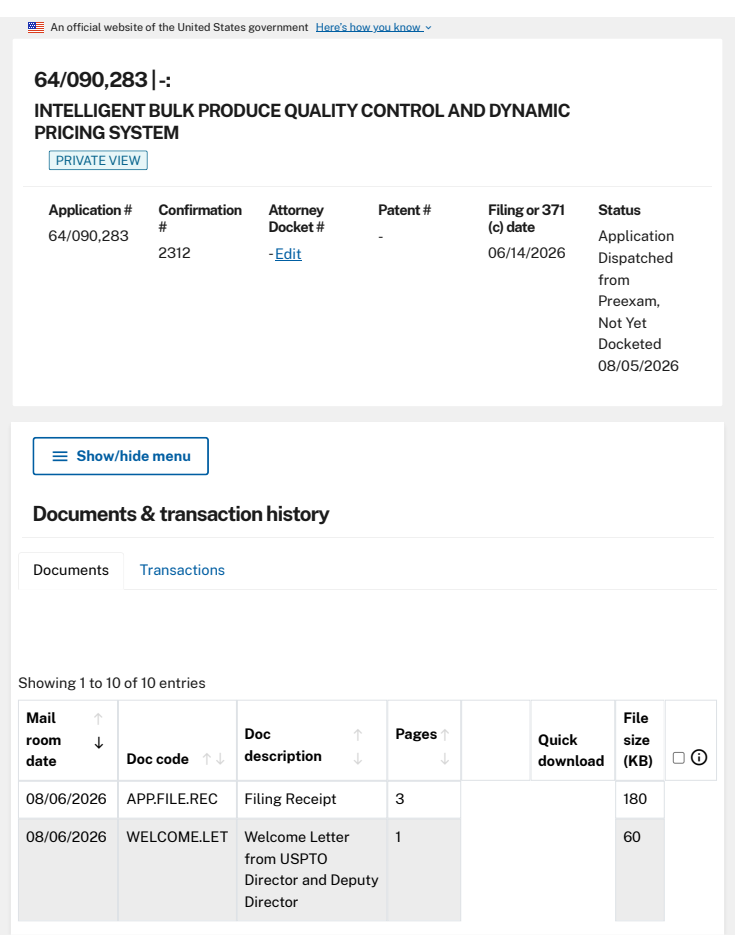 An official website of the United States government Here's how you know
64/090,283 | -:
INTELLIGENT BULK PRODUCE QUALITY CONTROL AND DYNAMIC
PRICING SYSTEM
PRIVATE VIEW
Application # Confirmation # Attorney Docket # Patent # Filing or 371 (c) date Status
64/090,283 2312 - Edit - 06/14/2026 Application Dispatched from Preexam, Not Yet Docketed 08/05/2026
Show/hide menu
Documents & transaction history
Documents Transactions
Showing 1 to 10 of 10 entries
Mail room date ↑ ↓ Doc code ↑ ↓ Doc description ↑ ↓ Pages ↑ ↓ Quick download File size (KB)
08/06/2026 APP.FILE.REC Filing Receipt 3 180
08/06/2026 WELCOME.LET Welcome Letter from USPTO Director and Deputy Director 1 60